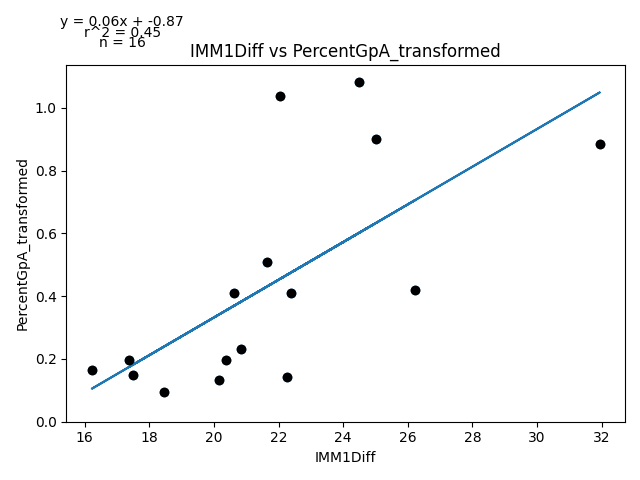 y = 0.06x + -0.87
r^2 = 0.45
n = 16
IMM1Diff vs PercentGpA_transformed
PercentGpA_transformed
1.0
0.8
0.6
0.4
0.2
0.0
16 18 20 22 24 26 28 30 32
IMM1Diff